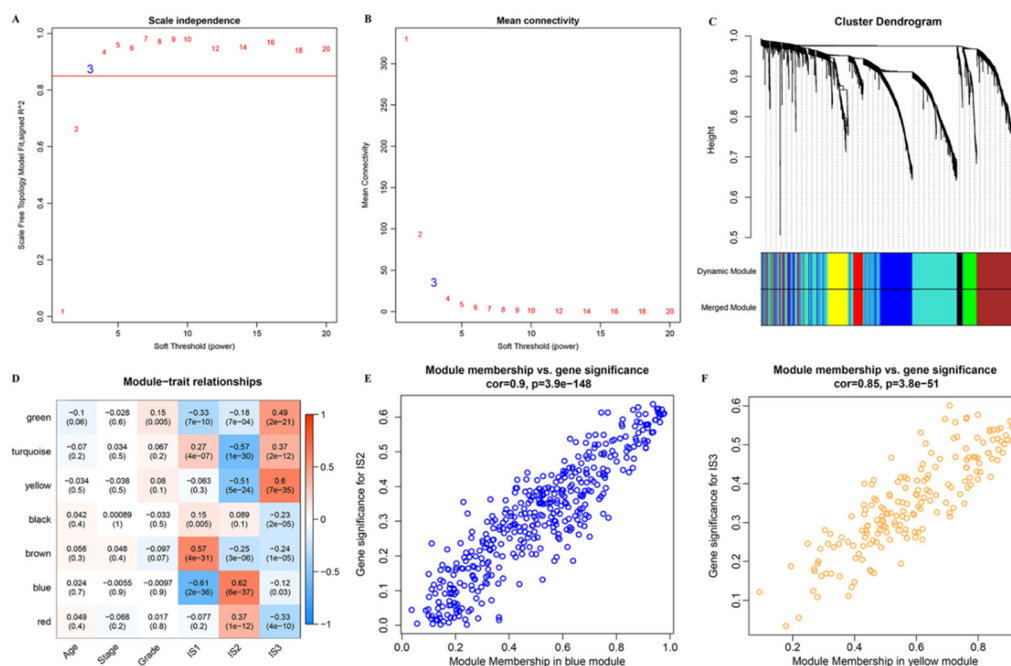 A
Scale independence
Scale Free Topology Model Fit,signed R^2
1.0
0.8
0.6
0.4
0.2
0.0
1
2
3
4
5
6
7
8
9
10
12
14
16
18
20
5
10
15
20
Soft Threshold (power)
B
Mean connectivity
Mean Connectivity
300
250
200
150
100
50
0
1
2
3
4
5
6
7
8
9
10
12
14
16
18
20
5
10
15
20
Soft Threshold (power)
C
Cluster Dendrogram
Height
1.0
0.9
0.8
0.7
0.6
0.5
Dynamic Module
Merged Module
D
Module−trait relationships
green
−0.1 −0.028 0.15 −0.33 −0.18 0.49
(0.06) (0.6) (0.005) (7e−10) (7e−04) (2e−21)
turquoise
−0.07 0.034 0.067 0.27 −0.57 0.37
(0.2) (0.5) (0.2) (4e−07) (1e−30) (2e−12)
yellow
−0.034 −0.038 0.08 −0.063 −0.51 0.6
(0.5) (0.5) (0.1) (0.3) (5e−24) (7e−35)
black
0.042 0.00089 −0.033 0.15 0.089 −0.23
(0.4) (1) (0.5) (0.005) (0.1) (2e−05)
brown
0.056 0.048 −0.097 0.57 −0.25 −0.24
(0.3) (0.4) (0.07) (4e−31) (3e−06) (1e−05)
blue
0.024 −0.0055 −0.0097 −0.61 0.62 −0.12
(0.7) (0.9) (0.9) (2e−36) (6e−37) (0.03)
red
0.049 −0.068 0.017 −0.077 0.37 −0.33
(0.4) (0.2) (0.8) (0.2) (1e−12) (4e−10)
Age
Stage
Grade
IS1
IS2
IS3
1
0.5
0
−0.5
−1
E
Module membership vs. gene significance
cor=0.9, p=3.9e−148
Gene significance for IS2
0.6
0.5
0.4
0.3
0.2
0.1
0.0
0.0
0.2
0.4
0.6
0.8
1.0
Module Membership in blue module
F
Module membership vs. gene significance
cor=0.85, p=3.8e−51
Gene significance for IS3
0.6
0.5
0.4
0.3
0.2
0.1
0.2
0.4
0.6
0.8
Module Membership in yellow module